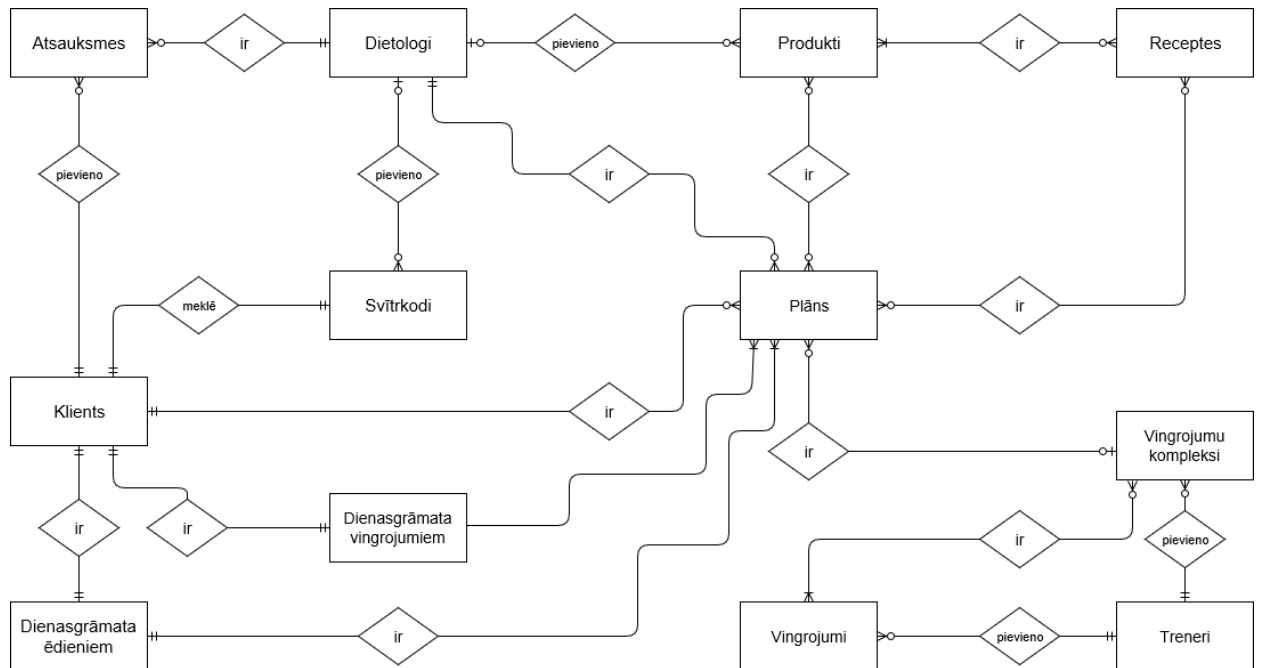 Atsauksmes
ir
Dietologi
pievieno
Produkti
ir
Receptes
pievieno
pievieno
ir
ir
meklē
Svītrkodi
Plāns
ir
Klients
ir
ir
Vingrojumu
kompleksi
ir
ir
Dienasgrāmata
vingrojumiem
ir
pievieno
Dienasgrāmata
ēdieniem
ir
Vingrojumi
pievieno
Treneri